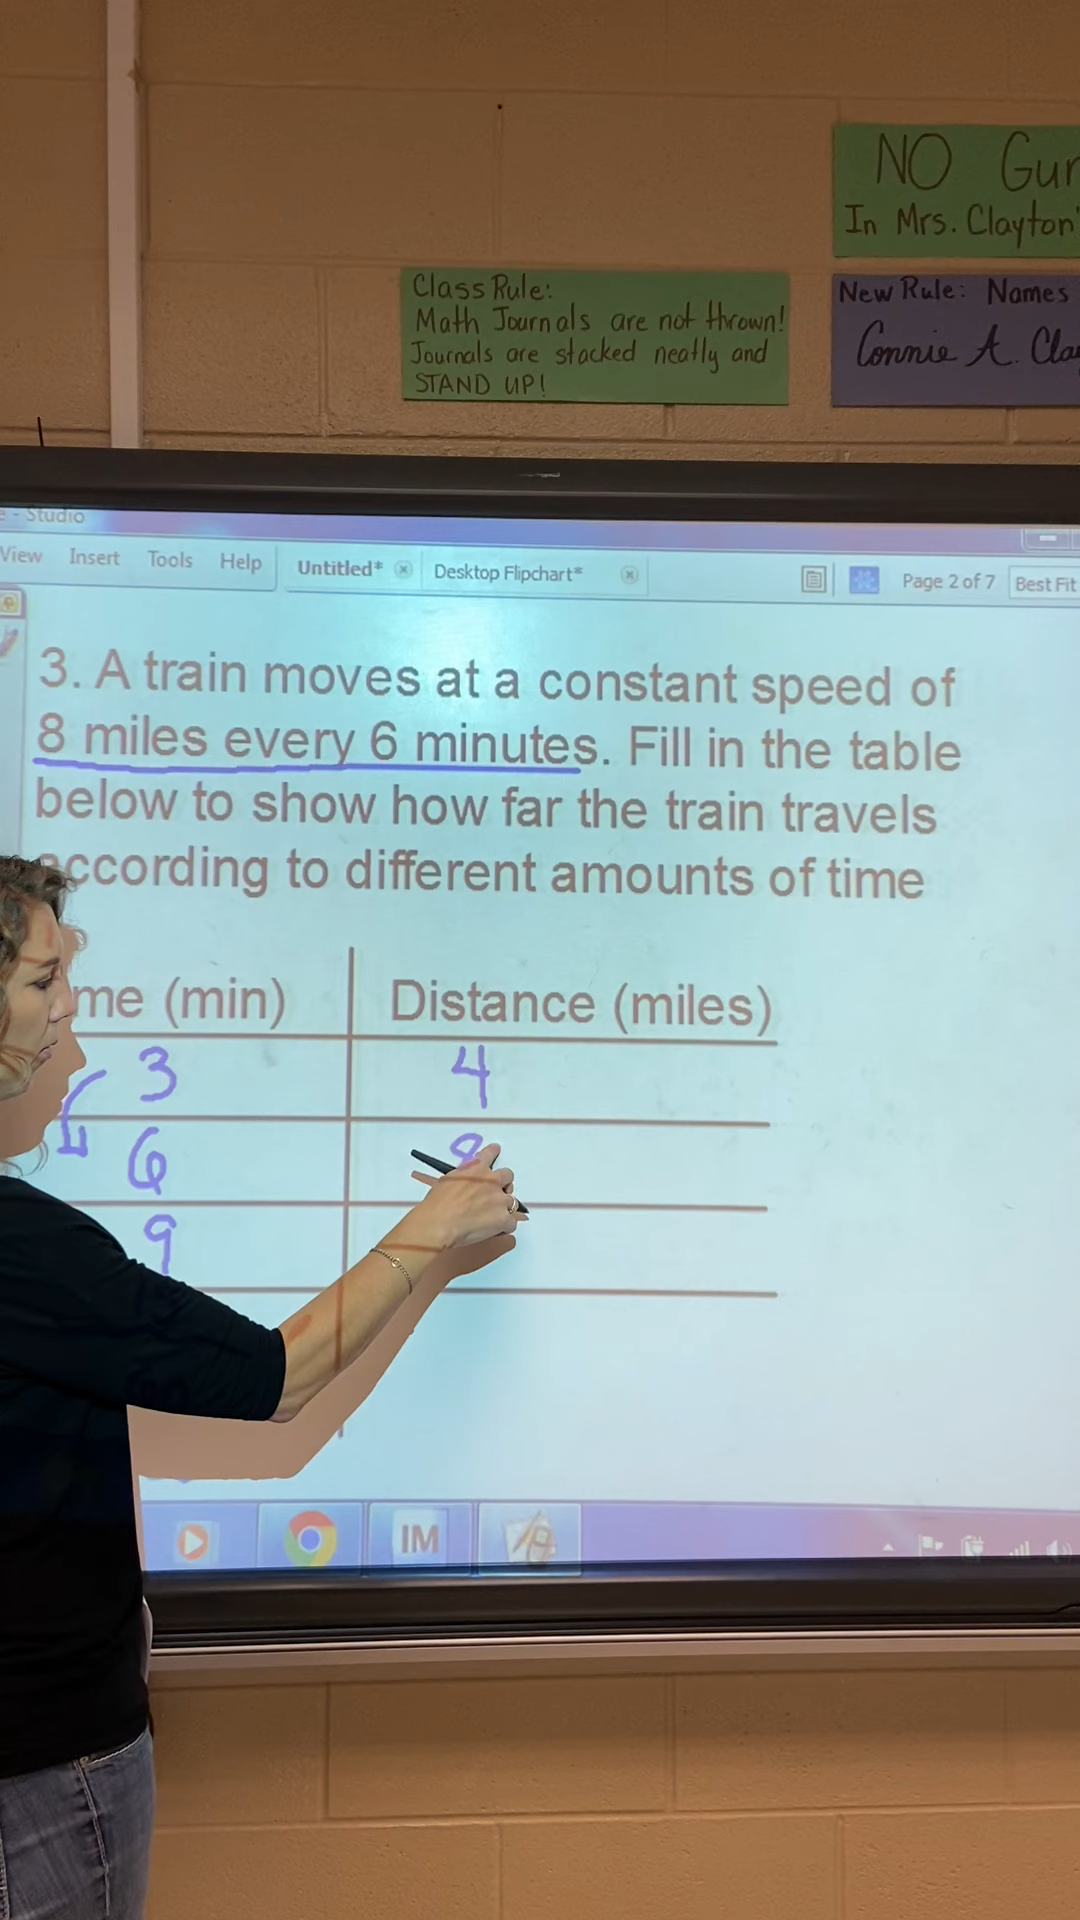 NO Gur
In Mrs. Clayton'
Class Rule:
Math Journals are not thrown!
Journals are stacked neatly and
STAND UP!
New Rule: Names
Connie A. Cla
e - Studio
View Insert Tools Help Untitled* Desktop Flipchart* Page 2 of 7 Best Fit
3. A train moves at a constant speed of
8 miles every 6 minutes. Fill in the table
below to show how far the train travels
according to different amounts of time
me (min) Distance (miles)
3 4
6 8
9
IM